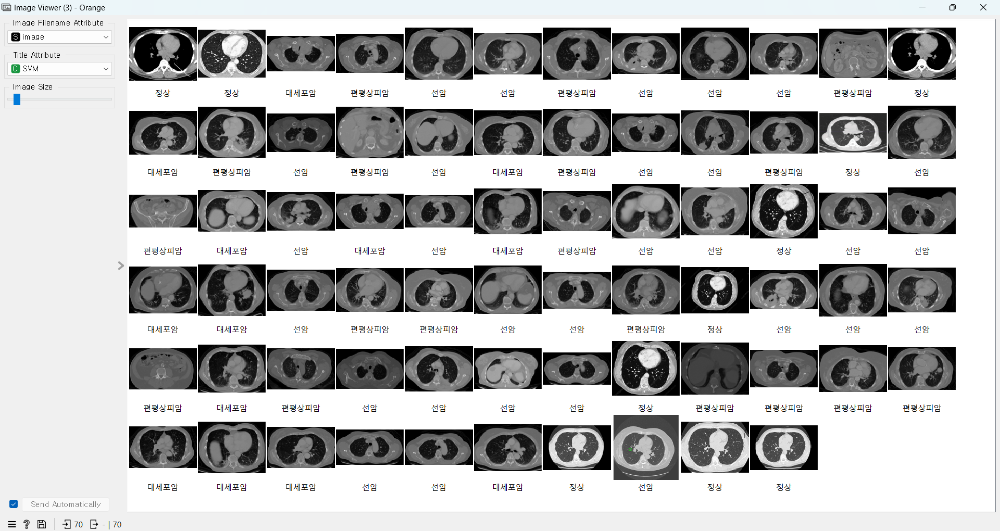 Image Viewer (3) - Orange
Image Filename Attribute
S image
Title Attribute
C SVM
Image Size
정상 정상 대세포암 편평상피암 선암 선암 편평상피암 선암 선암 선암 편평상피암 정상
대세포암 편평상피암 선암 편평상피암 선암 대세포암 편평상피암 선암 선암 편평상피암 정상 선암
편평상피암 대세포암 선암 대세포암 선암 대세포암 편평상피암 선암 선암 정상 선암 선암
대세포암 대세포암 선암 편평상피암 편평상피암 선암 선암 편평상피암 정상 선암 선암 선암
편평상피암 대세포암 편평상피암 선암 선암 선암 선암 정상 편평상피암 편평상피암 편평상피암 편평상피암
대세포암 대세포암 대세포암 선암 선암 대세포암 정상 선암 정상 정상
Send Automatically
70 - | 70